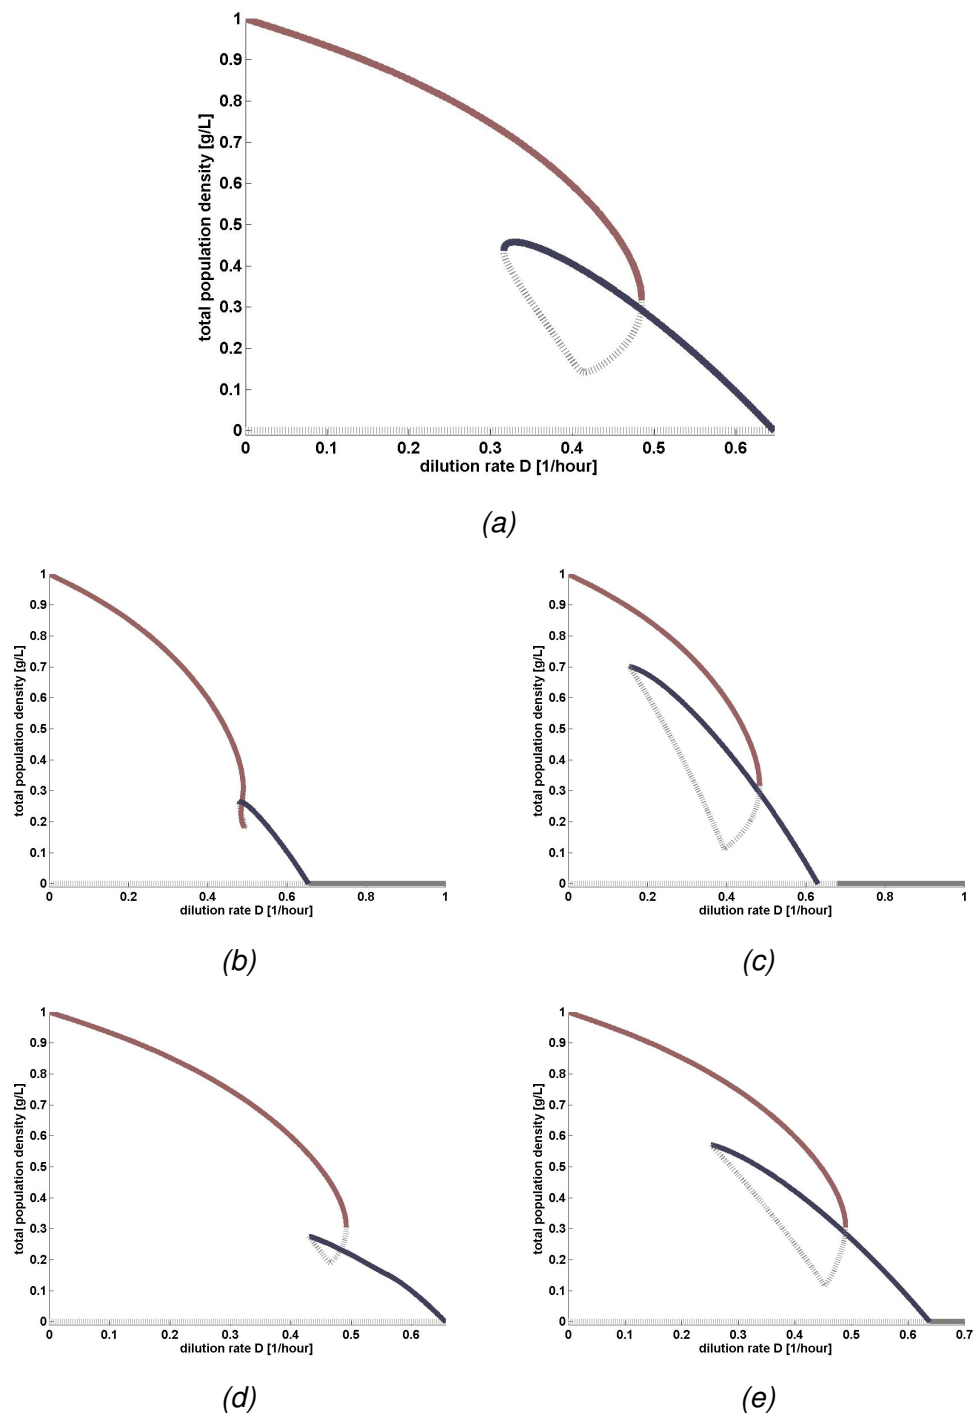 1
0.9
0.8
0.7
0.6
0.5
0.4
0.3
0.2
0.1
0
total population density [g/L]
0 0.1 0.2 0.3 0.4 0.5 0.6
dilution rate D [1/hour]
(a)
1
0.9
0.8
0.7
0.6
0.5
0.4
0.3
0.2
0.1
0
total population density [g/L]
0 0.2 0.4 0.6 0.8 1
dilution rate D [1/hour]
(b)
1
0.9
0.8
0.7
0.6
0.5
0.4
0.3
0.2
0.1
0
total population density [g/L]
0 0.2 0.4 0.6 0.8 1
dilution rate D [1/hour]
(c)
1
0.9
0.8
0.7
0.6
0.5
0.4
0.3
0.2
0.1
0
total population density [g/L]
0 0.1 0.2 0.3 0.4 0.5 0.6
dilution rate D [1/hour]
(d)
1
0.9
0.8
0.7
0.6
0.5
0.4
0.3
0.2
0.1
0
total population density [g/L]
0 0.1 0.2 0.3 0.4 0.5 0.6 0.7
dilution rate D [1/hour]
(e)